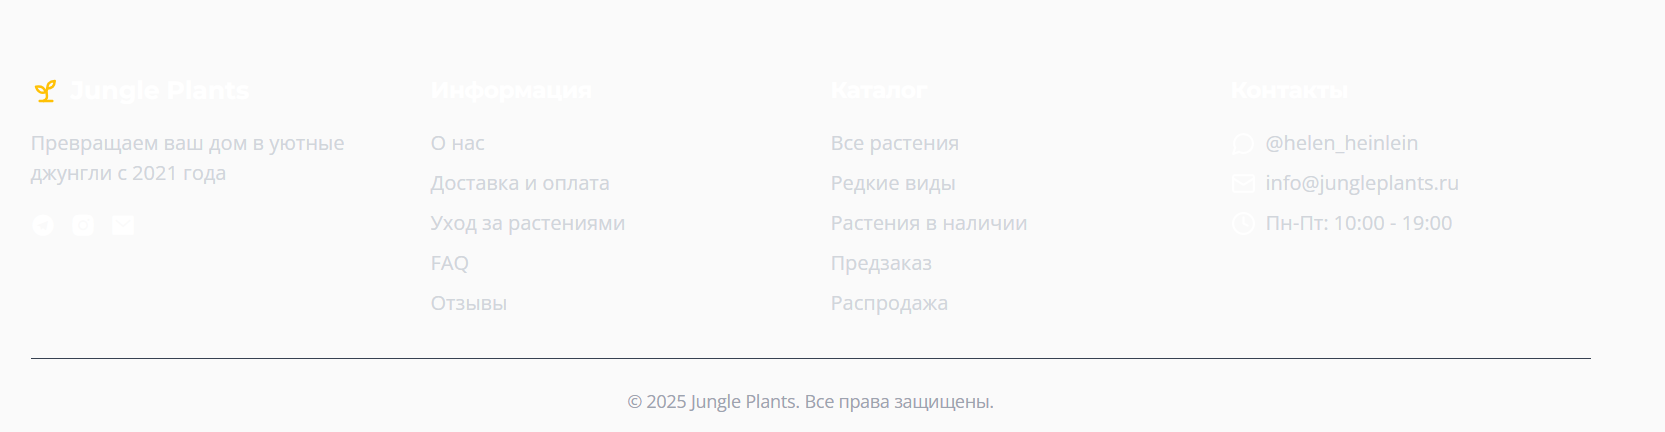 Jungle Plants
Превращаем ваш дом в уютные
джунгли с 2021 года
Информация
О нас
Доставка и оплата
Уход за растениями
FAQ
Отзывы
Каталог
Все растения
Редкие виды
Растения в наличии
Предзаказ
Распродажа
Контакты
@helen_heinlein
info@jungleplants.ru
Пн-Пт: 10:00 - 19:00
© 2025 Jungle Plants. Все права защищены.